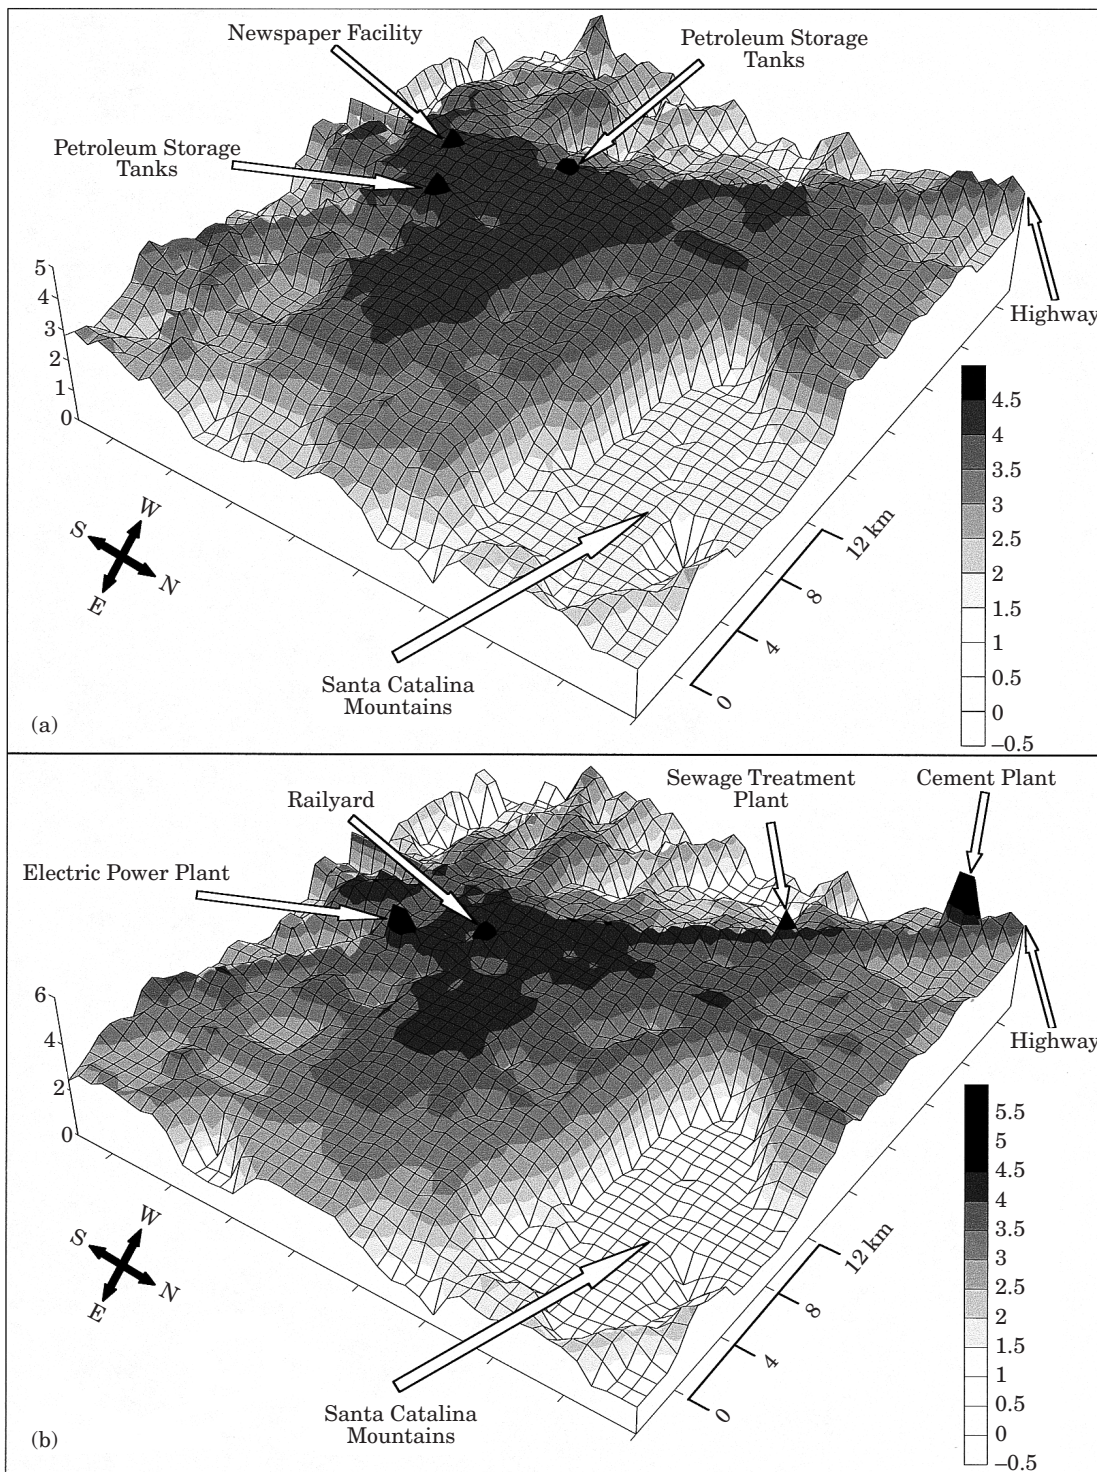 Newspaper Facility
Petroleum Storage
Tanks
Petroleum Storage
Tanks
5
4
3
2
1
0
Highway
4.5
4
3.5
3
2.5
2
1.5
1
0.5
0
−0.5
W
S
N
E
12 km
8
4
0
Santa Catalina
Mountains
(a)
Sewage Treatment
Plant
Cement Plant
Railyard
Electric Power Plant
6
4
2
0
Highway
5.5
5
4.5
4
3.5
3
2.5
2
1.5
1
0.5
0
−0.5
W
S
N
E
12 km
8
4
0
Santa Catalina
Mountains
(b)